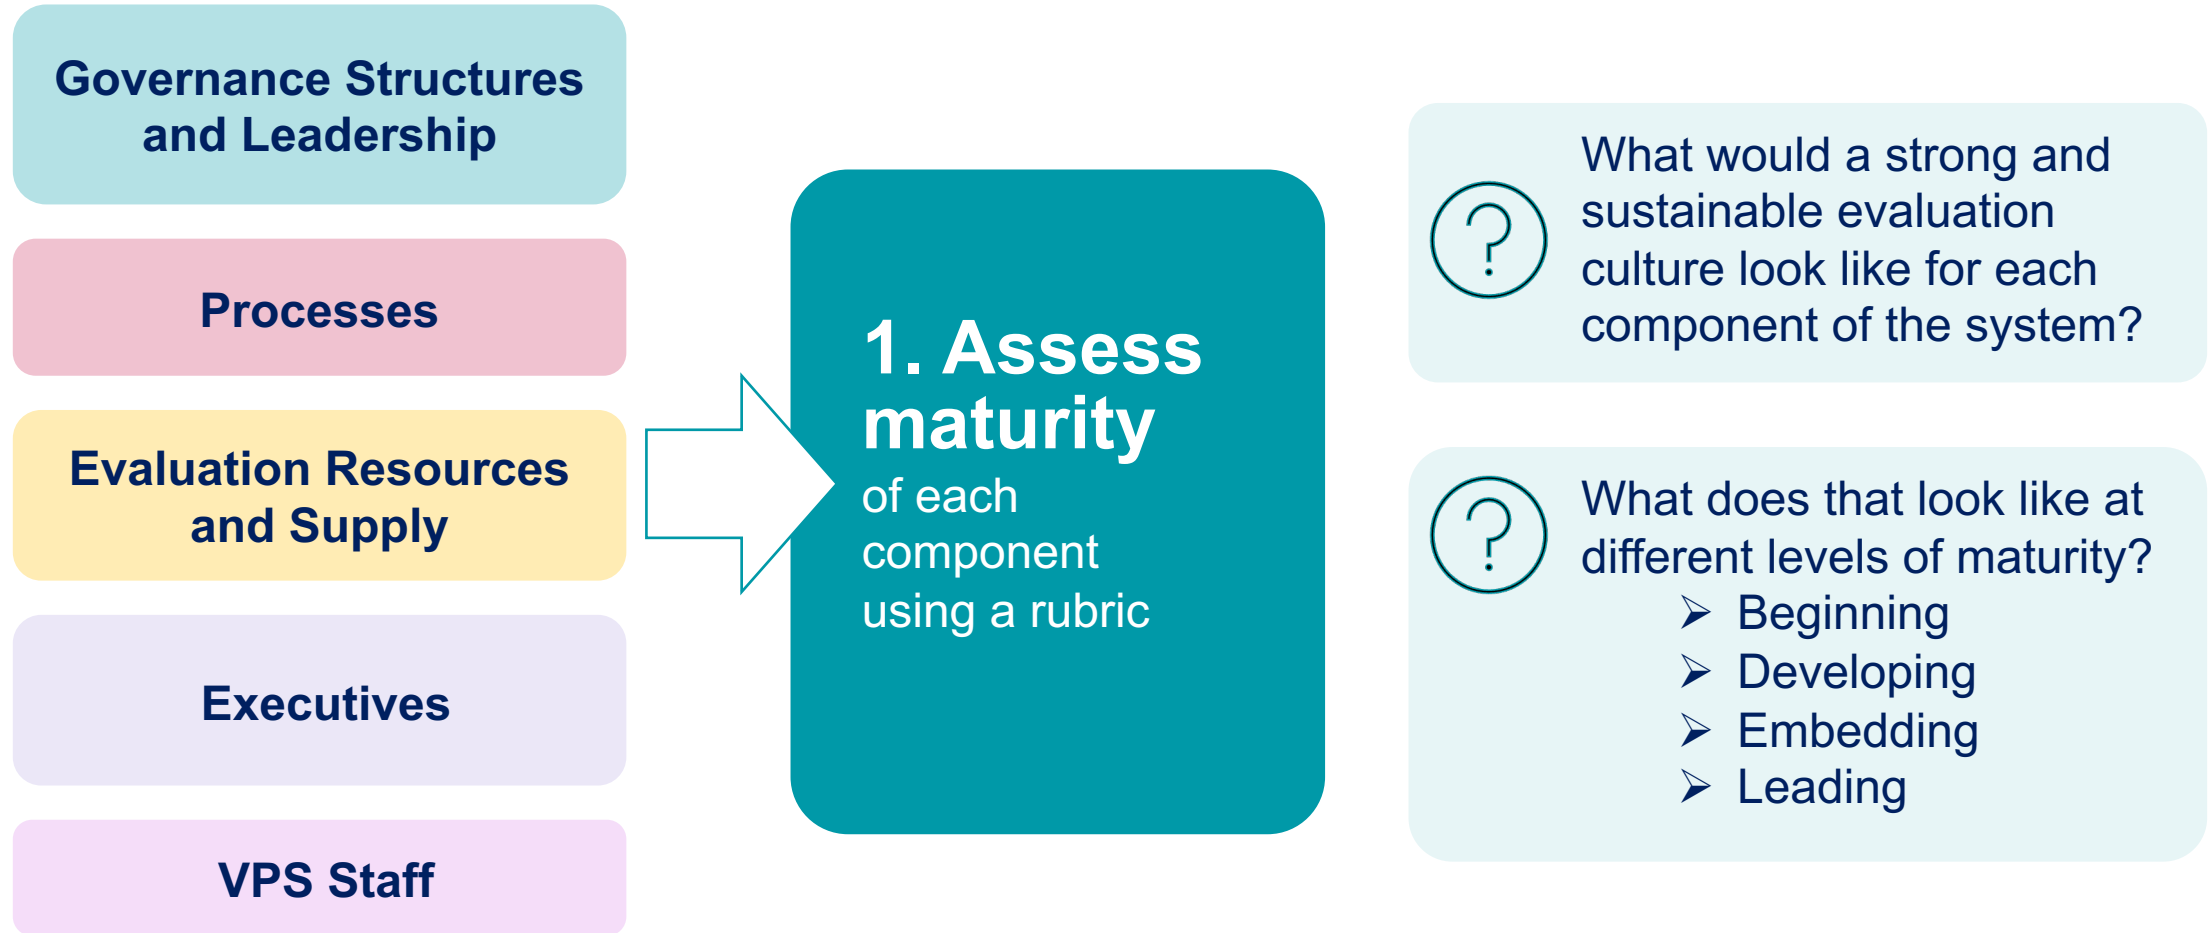 Governance Structures
and Leadership
Processes
Evaluation Resources
and Supply
Executives
VPS Staff
1. Assess
maturity
of each
component
using a rubric
What would a strong and
sustainable evaluation
culture look like for each
component of the system?
What does that look like at
different levels of maturity?
➢ Beginning
➢ Developing
➢ Embedding
➢ Leading